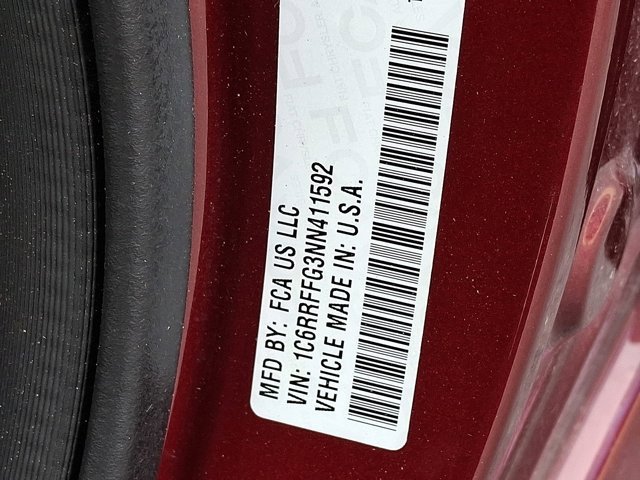 MFD BY: FCA US LLC
VIN: 1C6RRFFG3NN411592
VEHICLE MADE IN: U.S.A.